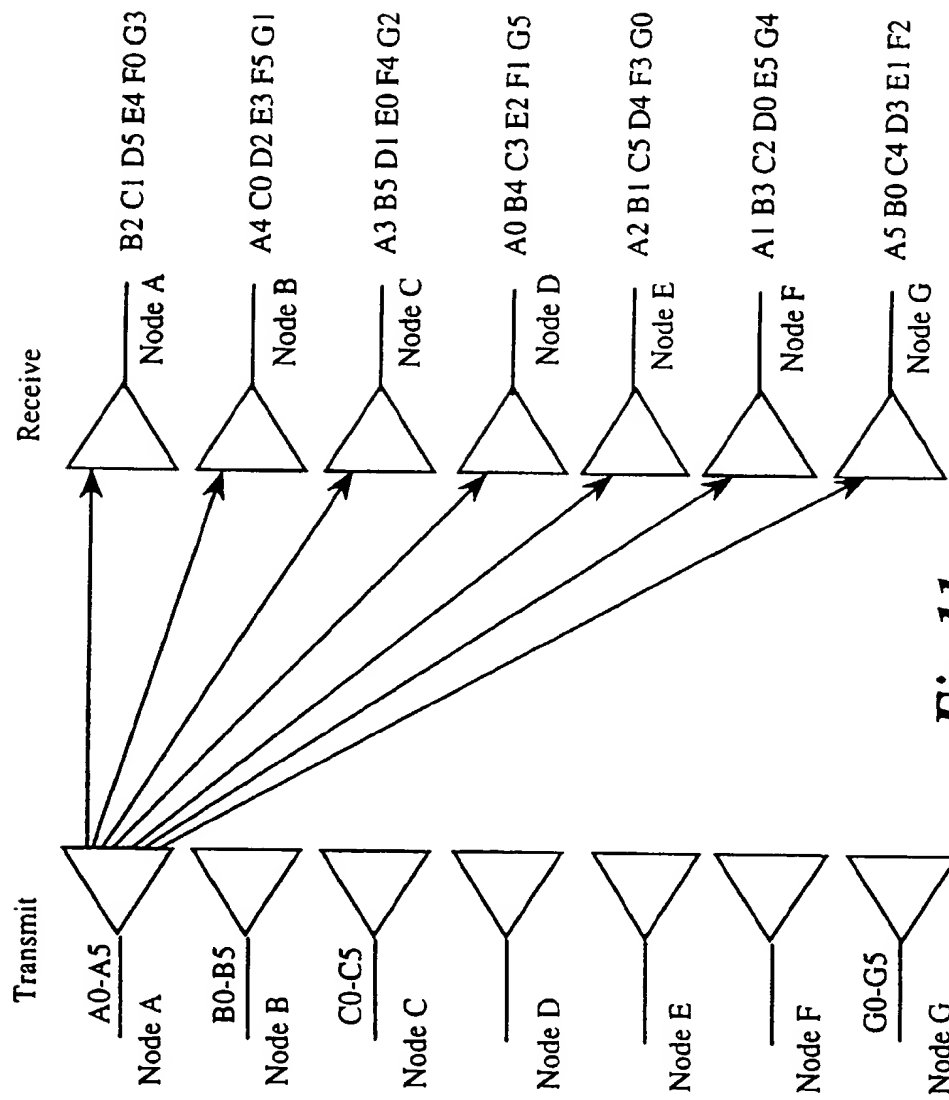 Transmit
Receive
A0-A5
Node A
Node A
B2 C1 D5 E4 F0 G3
B0-B5
Node B
Node B
A4 C0 D2 E3 F5 G1
C0-C5
Node C
Node C
A3 B5 D1 E0 F4 G2
Node D
Node D
A0 B4 C3 E2 F1 G5
Node E
Node E
A2 B1 C5 D4 F3 G0
Node F
Node F
A1 B3 C2 D0 E5 G4
G0-G5
Node G
Node G
A5 B0 C4 D3 E1 F2